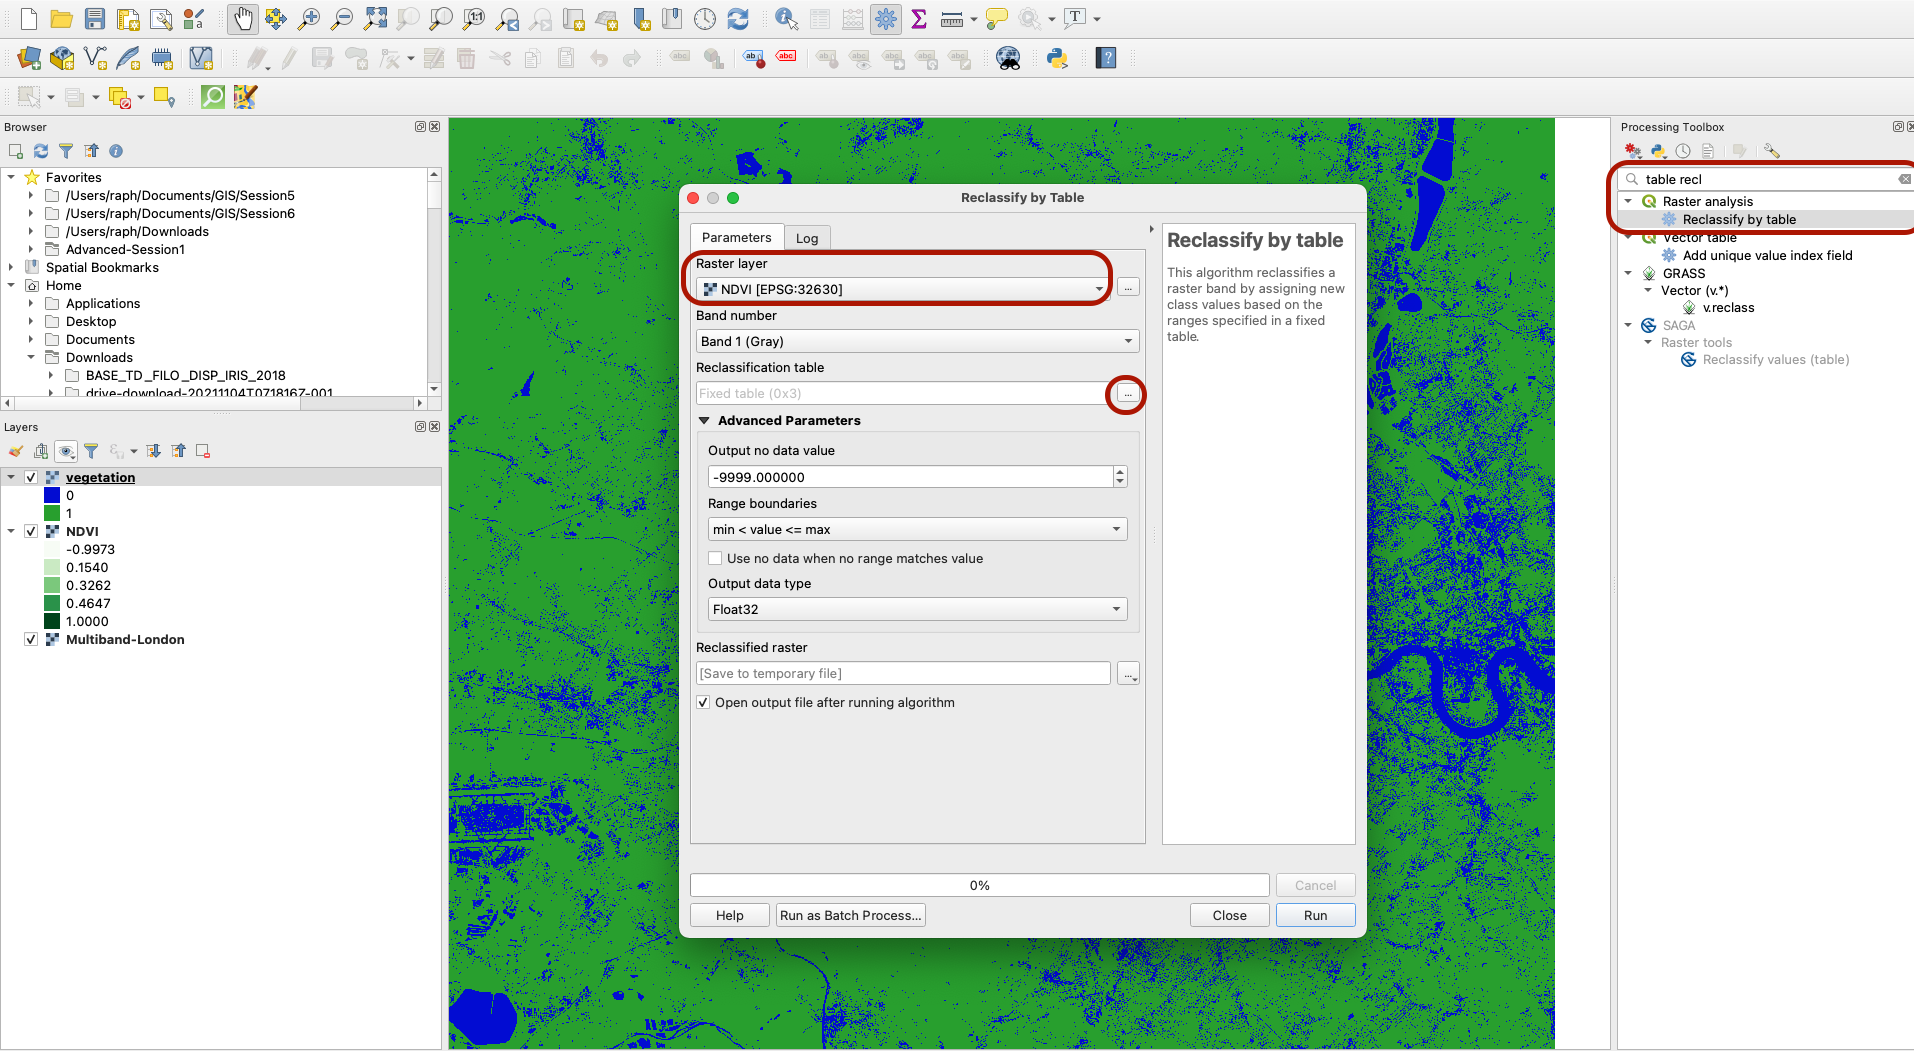 Browser
Favorites
/Users/raph/Documents/GIS/Session5
/Users/raph/Documents/GIS/Session6
/Users/raph/Downloads
Advanced-Session1
Spatial Bookmarks
Home
Applications
Desktop
Documents
Downloads
BASE_TD_FILO_DISP_IRIS_2018
drive-download-20211104T071816Z-001
Layers
vegetation
0
1
NDVI
-0.9973
0.1540
0.3262
0.4647
1.0000
Multiband-London
Reclassify by Table
Parameters
Log
Raster layer
NDVI [EPSG:32630]
...
Band number
Band 1 (Gray)
Reclassification table
Fixed table (0x3)
...
Advanced Parameters
Output no data value
-9999.000000
Range boundaries
min < value <= max
Use no data when no range matches value
Output data type
Float32
Reclassified raster
[Save to temporary file]
...
Open output file after running algorithm
Reclassify by table
This algorithm reclassifies a
raster band by assigning new
class values based on the
ranges specified in a fixed
table.
0%
Cancel
Help
Run as Batch Process...
Close
Run
Processing Toolbox
table recl
Raster analysis
Reclassify by table
Vector table
Add unique value index field
GRASS
Vector (v.*)
v.reclass
SAGA
Raster tools
Reclassify values (table)